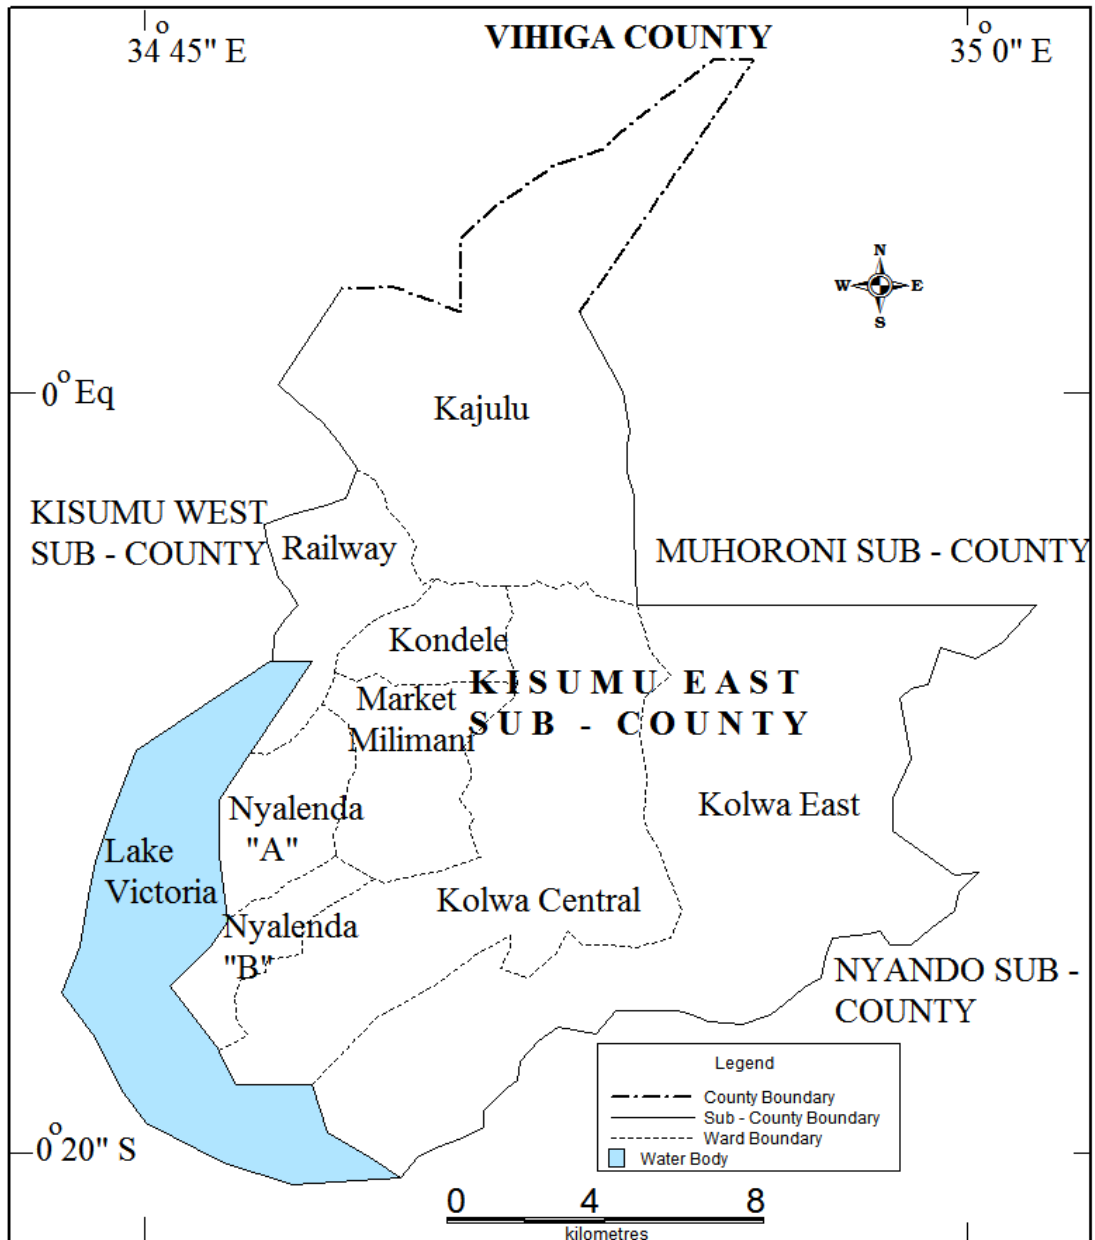 34° 45" E
VIHIGA COUNTY
35° 0" E
N
W E
S
0° Eq
Kajulu
KISUMU WEST
SUB - COUNTY
Railway
MUHORONI SUB - COUNTY
Kondele
KISUMU EAST
SUB - COUNTY
Market
Milimani
Nyalenda
"A"
Kolwa East
Lake
Victoria
Kolwa Central
Nyalenda
"B"
NYANDO SUB -
COUNTY
Legend
County Boundary
Sub - County Boundary
Ward Boundary
Water Body
0° 20" S
0 4 8
kilometres